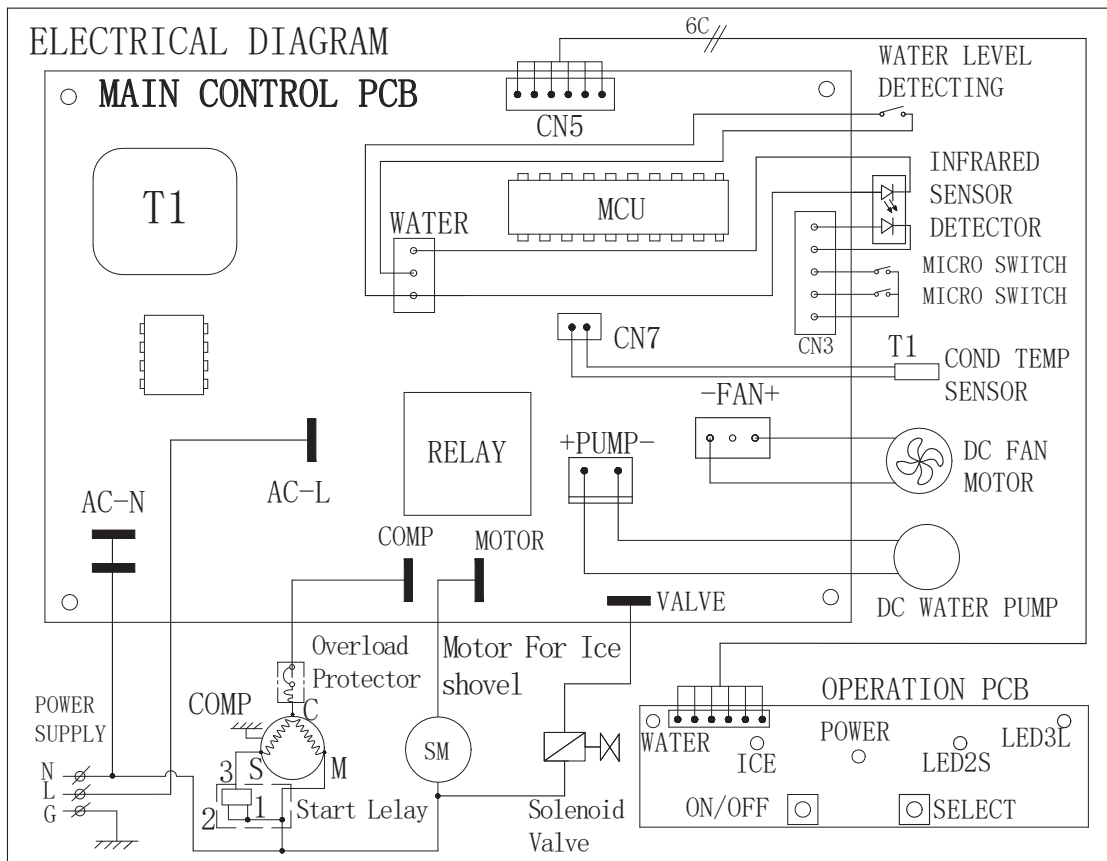 ELECTRICAL DIAGRAM
6C
MAIN CONTROL PCB
WATER LEVEL
DETECTING
CN5
T1
MCU
INFRARED
SENSOR
DETECTOR
WATER
MICRO SWITCH
MICRO SWITCH
CN7
CN3
T1
COND TEMP
SENSOR
-FAN+
RELAY
+PUMP-
DC FAN
MOTOR
AC-L
AC-N
COMP
MOTOR
VALVE
DC WATER PUMP
Overload
Protector
Motor For Ice
shovel
COMP
C
POWER
SUPPLY
OPERATION PCB
WATER
ICE
POWER
LED2S
LED3L
S
M
SM
N
L
G
3
2
1
Start Lelay
Solenoid
Valve
ON/OFF
SELECT